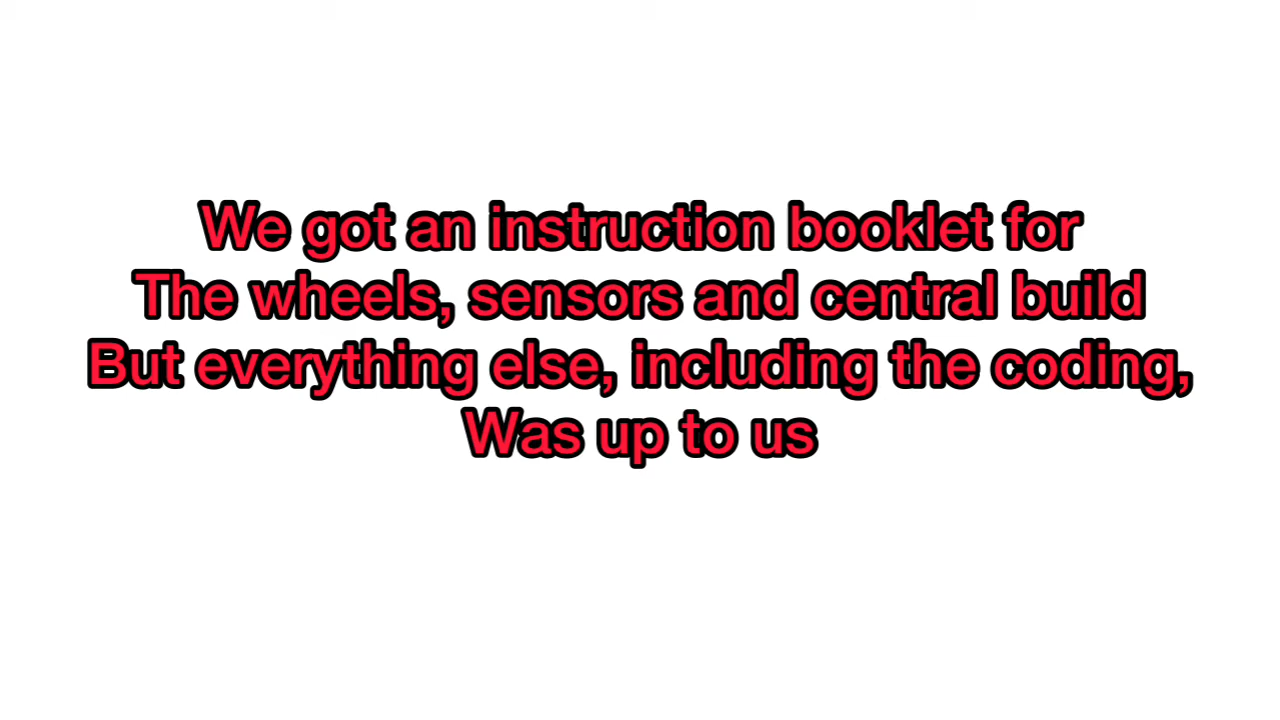 We got an instruction booklet for
The wheels, sensors and central build
But everything else, including the coding,
Was up to us